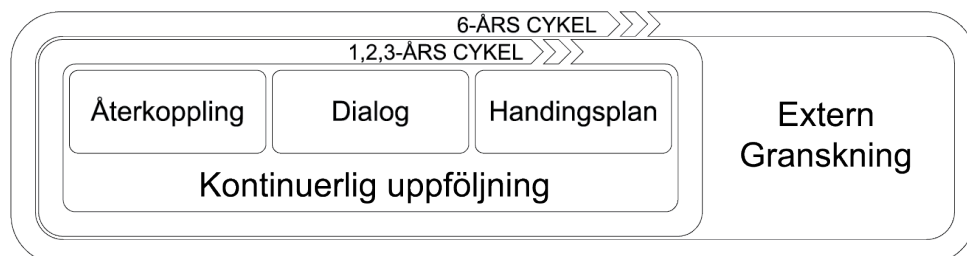 6-ÅRS CYKEL
1,2,3-ÅRS CYKEL
Återkoppling
Dialog
Handingsplan
Kontinuerlig uppföljning
Extern
Granskning